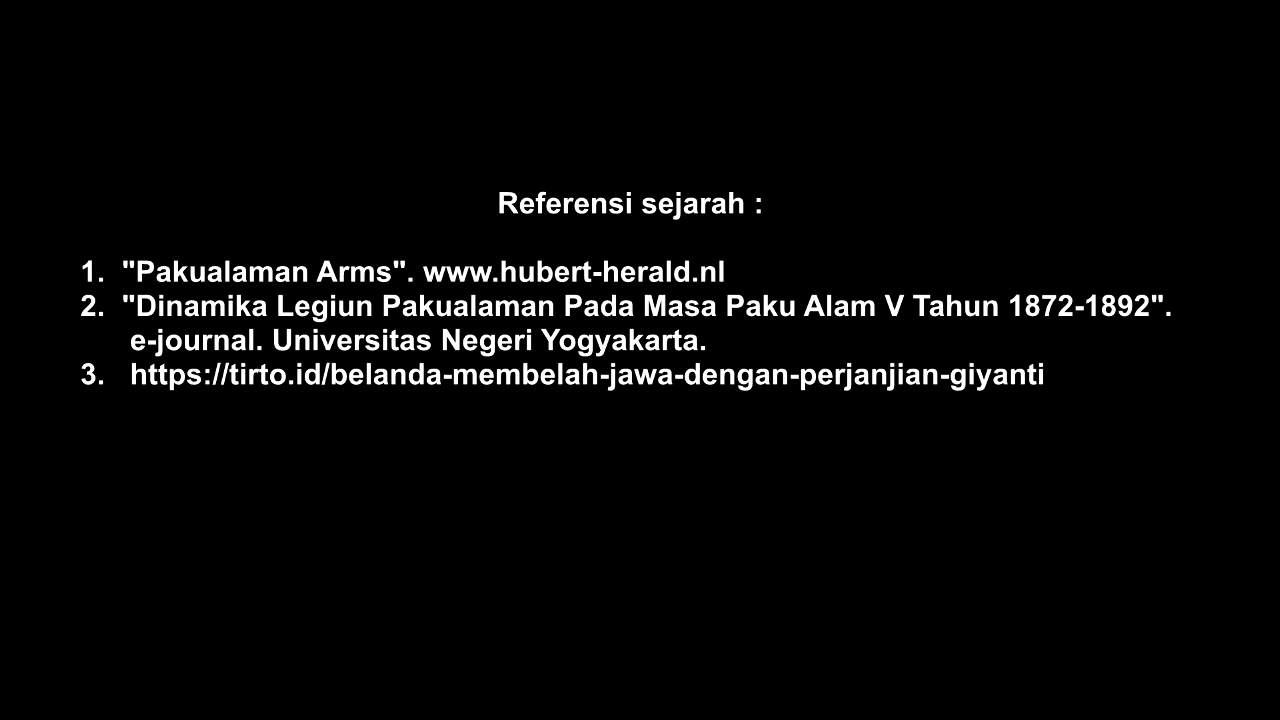 Referensi sejarah :
1. "Pakualaman Arms". www.hubert-herald.nl
2. "Dinamika Legiun Pakualaman Pada Masa Paku Alam V Tahun 1872-1892".
e-journal. Universitas Negeri Yogyakarta.
3. https://tirto.id/belanda-membelah-jawa-dengan-perjanjian-giyanti